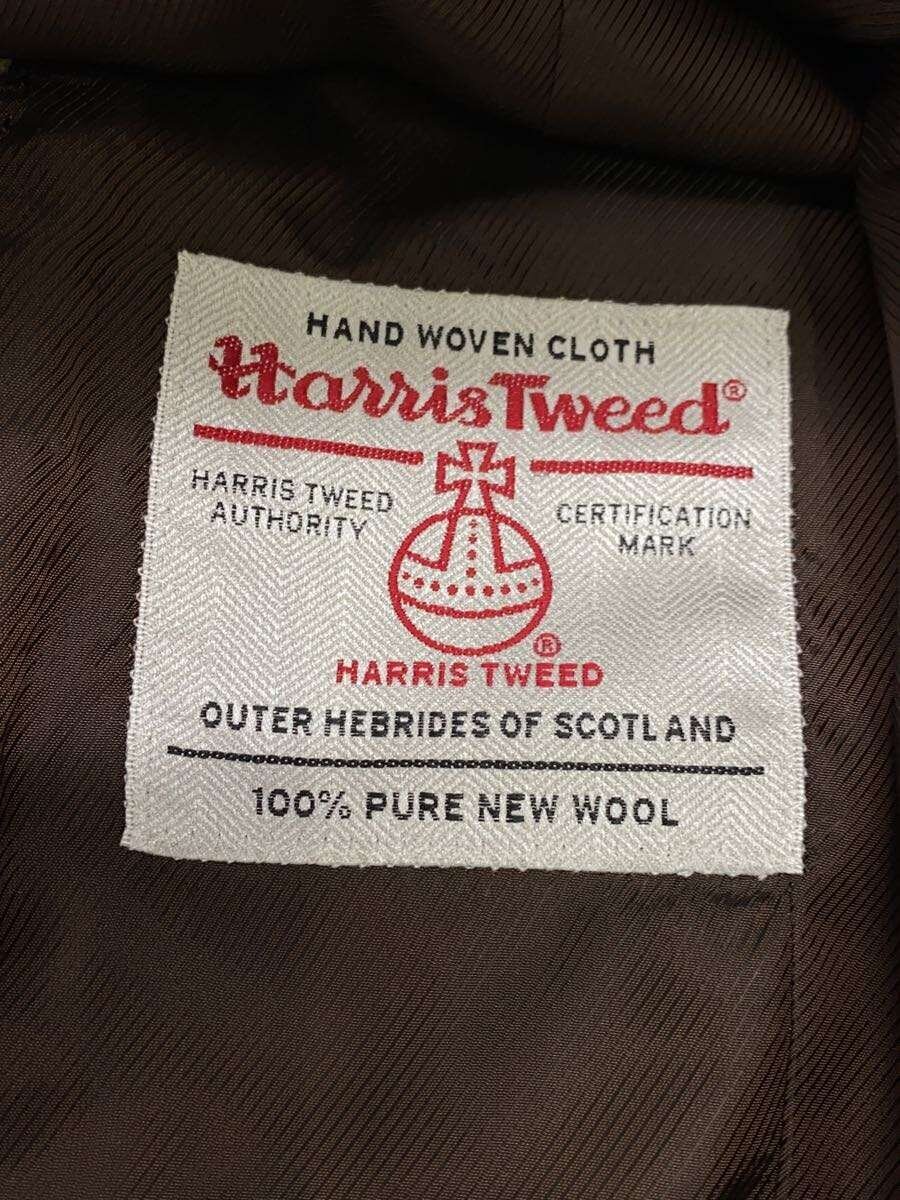 HAND WOVEN CLOTH
Harris Tweed®
HARRIS TWEED
AUTHORITY
CERTIFICATION
MARK
®
HARRIS TWEED
OUTER HEBRIDES OF SCOTLAND
100% PURE NEW WOOL